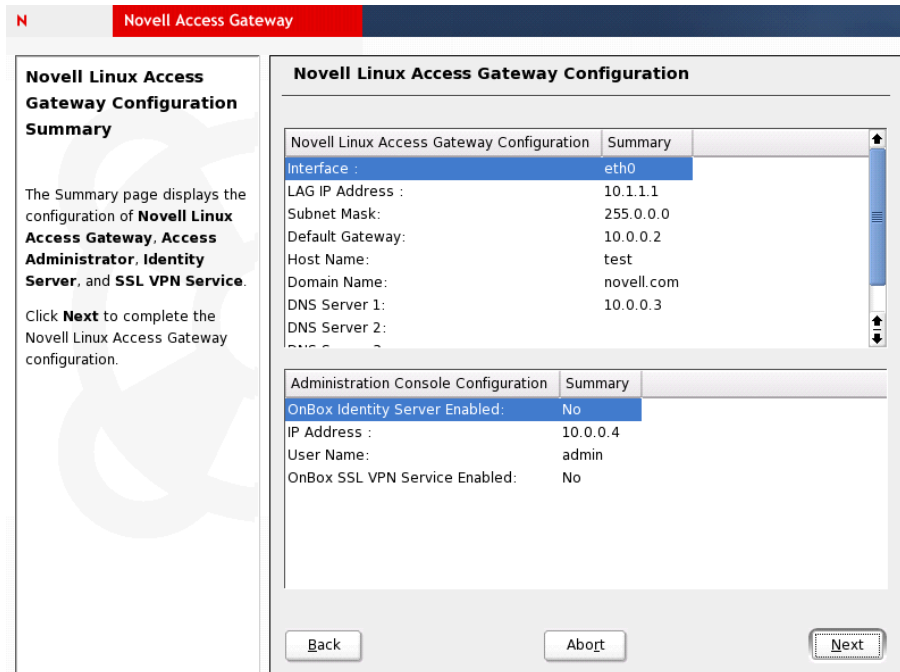 N Novell Access Gateway
Novell Linux Access
Gateway Configuration
Summary
The Summary page displays the
configuration of Novell Linux
Access Gateway, Access
Administrator, Identity
Server, and SSL VPN Service.
Click Next to complete the
Novell Linux Access Gateway
configuration.
Novell Linux Access Gateway Configuration
Novell Linux Access Gateway Configuration Summary
Interface : eth0
LAG IP Address : 10.1.1.1
Subnet Mask: 255.0.0.0
Default Gateway: 10.0.0.2
Host Name: test
Domain Name: novell.com
DNS Server 1: 10.0.0.3
DNS Server 2:
Administration Console Configuration Summary
OnBox Identity Server Enabled: No
IP Address : 10.0.0.4
User Name: admin
OnBox SSL VPN Service Enabled: No
Back Abort Next